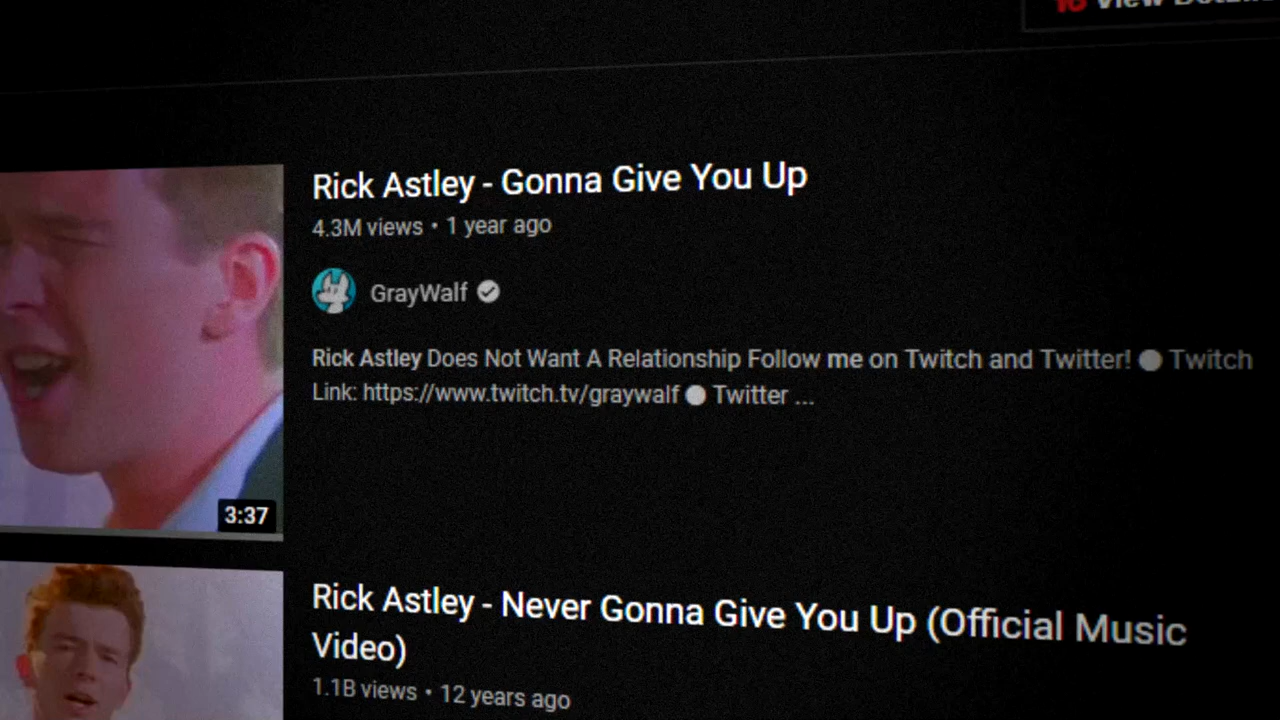 View
Rick Astley - Gonna Give You Up
4.3M views • 1 year ago
GrayWalf
Rick Astley Does Not Want A Relationship Follow me on Twitch and Twitter! ⚪ Twitch
Link: https://www.twitch.tv/graywalf ⚪ Twitter ...
3:37
Rick Astley - Never Gonna Give You Up (Official Music
Video)
1.1B views • 12 years ago